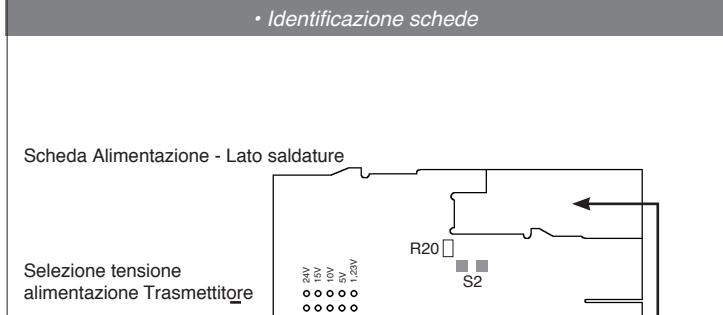 • Identificazione schede
Scheda Alimentazione - Lato saldature
R20
S2
Selezione tensione
alimentazione Trasmettitore
24V
15V
10V
5V
1,23V